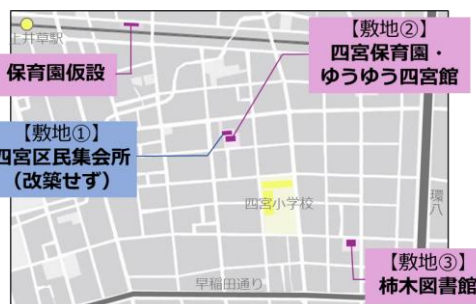 上井草駅
保育園仮設
【敷地②】
四宮保育園・
ゆうゆう四宮館
【敷地①】
四宮区民集会所
（改築せず）
四宮小学校
環八
早稲田通り
【敷地③】
柿木図書館